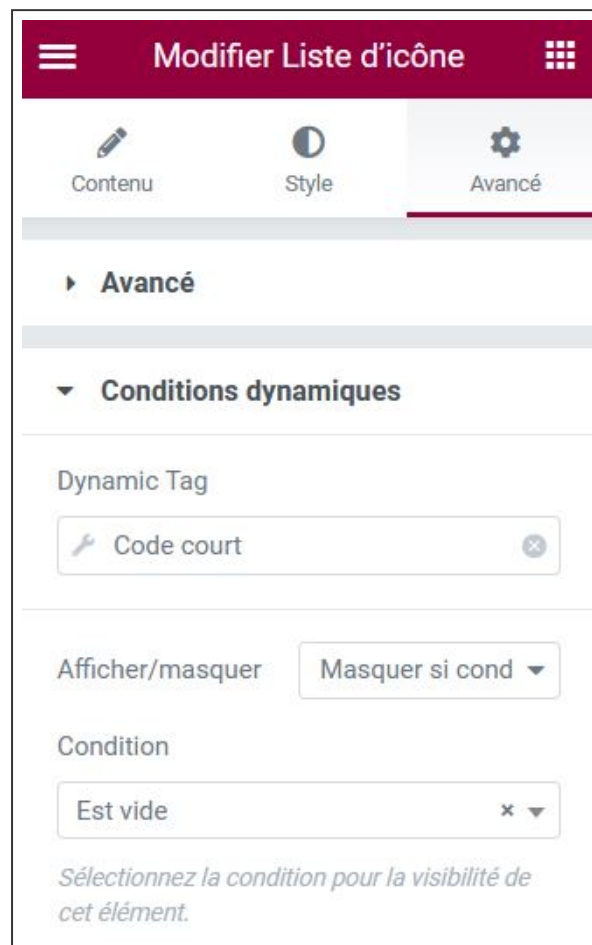 Modifier Liste d'icône
Contenu Style Avancé
Avancé
Conditions dynamiques
Dynamic Tag
Code court
Afficher/masquer Masquer si cond
Condition
Est vide
Sélectionnez la condition pour la visibilité de
cet élément.